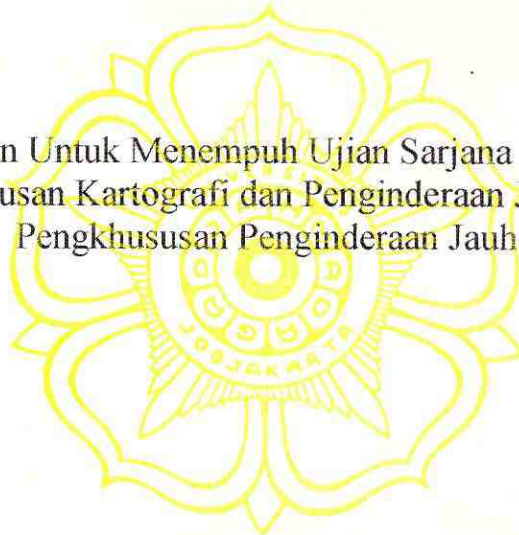 n Untuk Menempuh Ujian Sarjana
usan Kartografi dan Penginderaan J
Pengkhususan Penginderaan Jauh
JOGJAKARTA